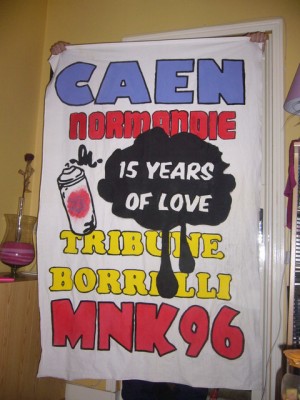 CAEN
NORMANDIE
15 YEARS
OF LOVE
TRIBUNE
BORRELLI
MNK96